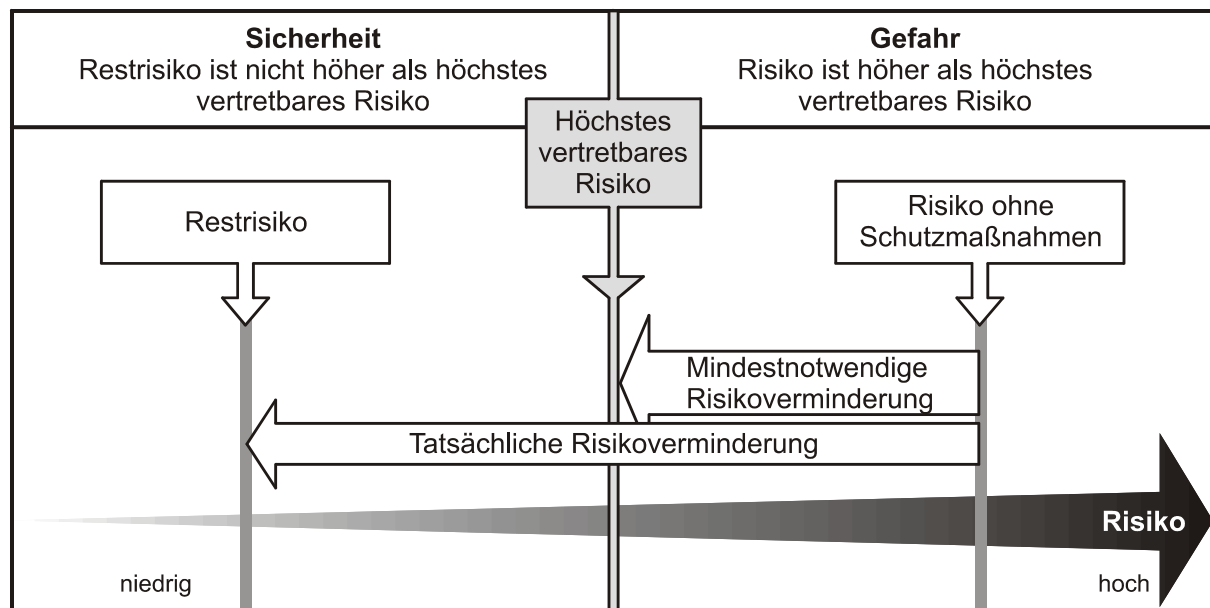 Sicherheit
Restrisiko ist nicht höher als höchstes
vertretbares Risiko
Gefahr
Risiko ist höher als höchstes
vertretbares Risiko
Höchstes
vertretbares
Risiko
Restrisiko
Risiko ohne
Schutzmaßnahmen
Mindestnotwendige
Risikoverminderung
Tatsächliche Risikoverminderung
Risiko
niedrig
hoch